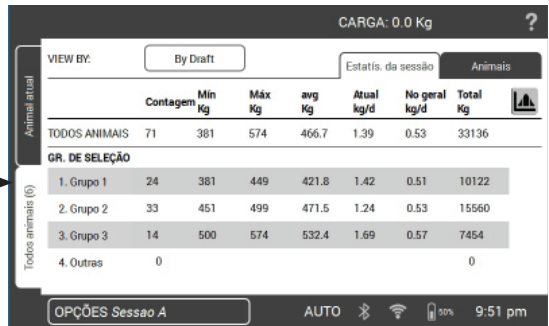 CARGA: 0.0 Kg ?
VIEW BY: By Draft Estatís. da sessão Animais
Contagem Mín Kg Máx Kg avg Kg Atual kg/d No geral kg/d Total Kg
TODOS ANIMAIS 71 381 574 466.7 1.39 0.53 33136
GR. DE SELEÇÃO
1. Grupo 1 24 381 449 421.8 1.42 0.51 10122
2. Grupo 2 33 451 499 471.5 1.24 0.53 15560
3. Grupo 3 14 500 574 532.4 1.69 0.57 7454
4. Outras 0 0
Animal atual
Todos animais (6)
OPÇÕES Sessao A AUTO 50% 9:51 pm